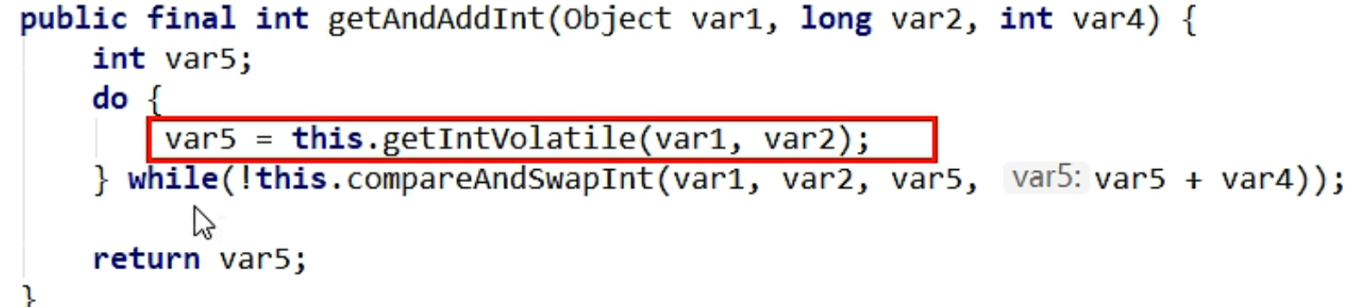 public final int getAndAddInt(Object var1, long var2, int var4) {
int var5;
do {
var5 = this.getIntVolatile(var1, var2);
} while(!this.compareAndSwapInt(var1, var2, var5, var5: var5 + var4));
return var5;
}